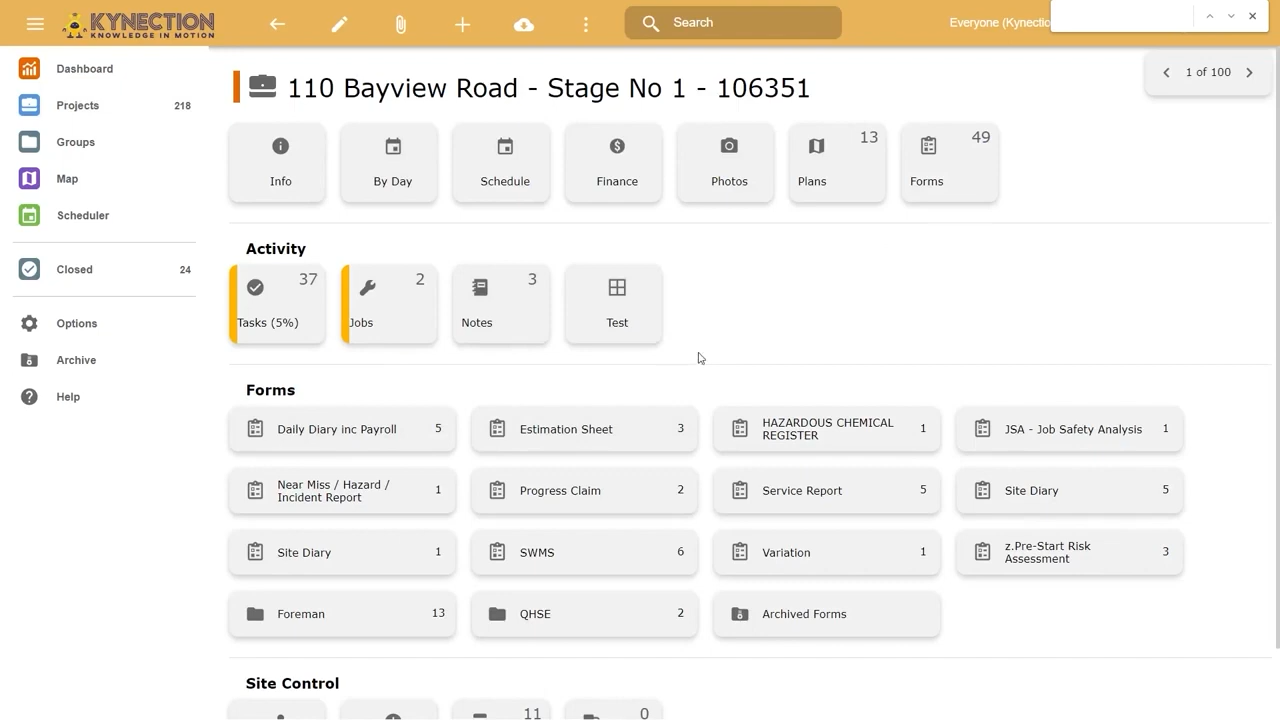 KYNECTION
KNOWLEDGE IN MOTION
Search
Everyone (Kynectio
Dashboard
Projects 218
Groups
Map
Scheduler
Closed 24
Options
Archive
Help
110 Bayview Road - Stage No 1 - 106351
1 of 100
Info
By Day
Schedule
Finance
Photos
13
Plans
49
Forms
Activity
37
Tasks (5%)
2
Jobs
3
Notes
Test
Forms
Daily Diary inc Payroll 5
Estimation Sheet 3
HAZARDOUS CHEMICAL
REGISTER 1
JSA - Job Safety Analysis 1
Near Miss / Hazard /
Incident Report 1
Progress Claim 2
Service Report 5
Site Diary 5
Site Diary 1
SWMS 6
Variation 1
z.Pre-Start Risk
Assessment 3
Foreman 13
QHSE 2
Archived Forms
Site Control
11
0